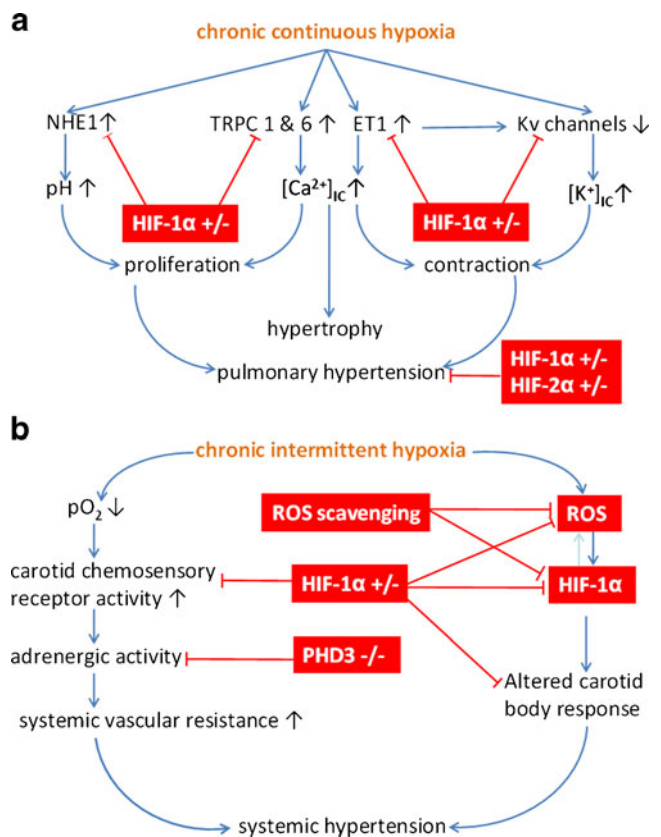 a
chronic continuous hypoxia
NHE1↑ TRPC 1 & 6 ↑ ET1 ↑ Kv channels ↓
pH ↑ [Ca²⁺]IC ↑ [K⁺]IC ↑
HIF-1α +/- HIF-1α +/-
proliferation contraction
hypertrophy
pulmonary hypertension
HIF-1α +/-
HIF-2α +/-
b
chronic intermittent hypoxia
pO₂ ↓ ROS scavenging ROS
carotid chemosensory
receptor activity ↑
HIF-1α +/- HIF-1α
adrenergic activity PHD3 -/-
Altered carotid
body response
systemic vascular resistance ↑
systemic hypertension